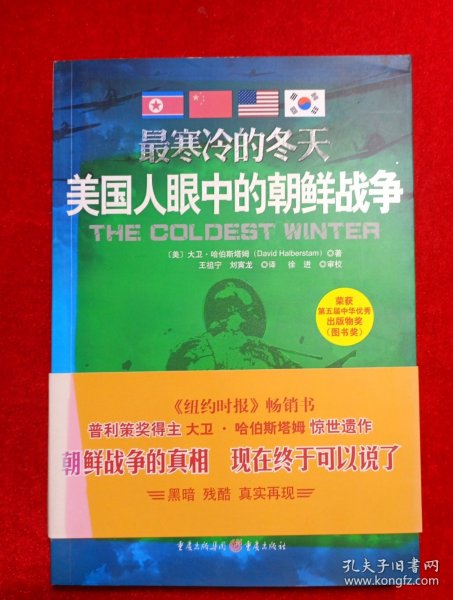 最寒冷的冬天
美国人眼中的朝鲜战争
THE COLDEST WINTER
〔美〕大卫·哈伯斯塔姆（David Halberstam）◎著
王祖宁 刘寅龙 ◎译 徐进 ◎审校
荣获
第五届中华优秀
出版物奖
（图书奖）
《纽约时报》畅销书
普利策奖得主 大卫·哈伯斯塔姆 惊世遗作
朝鲜战争的真相 现在终于可以说了
黑暗 残酷 真实再现
重庆出版集团 重庆出版社
孔夫子旧书网
www.kongfz.com